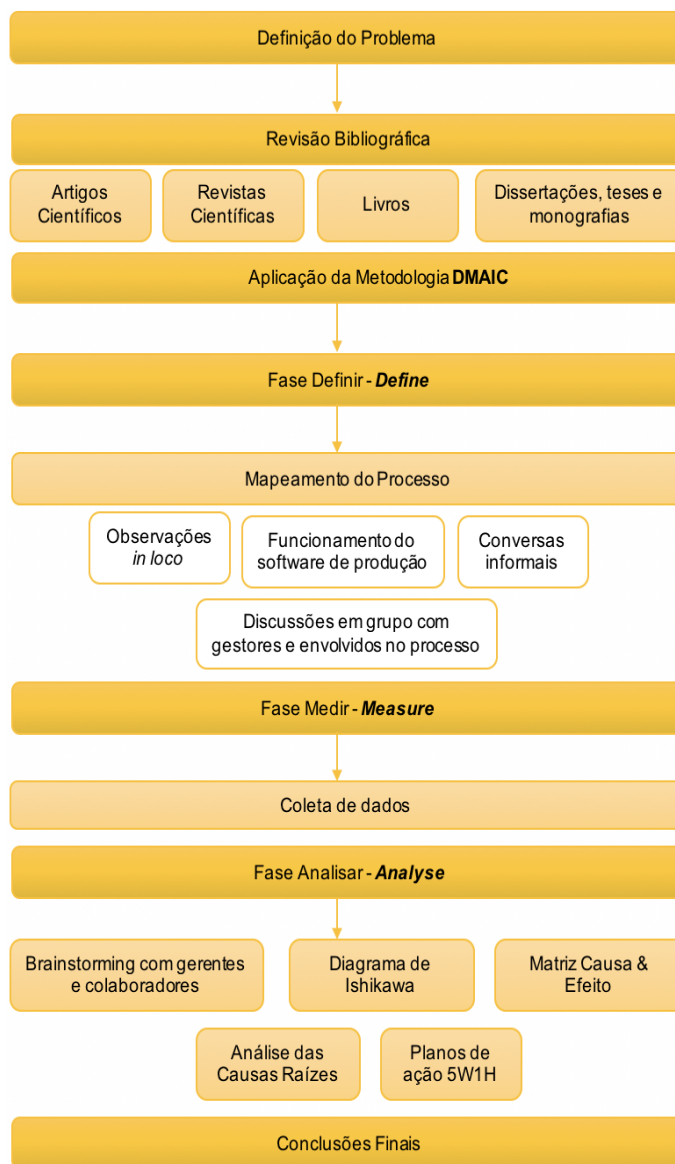 Definição do Problema
Revisão Bibliográfica
Artigos
Científicos
Revistas
Científicas
Livros
Dissertações, teses e
monografias
Aplicação da Metodologia DMAIC
Fase Definir - Define
Mapeamento do Processo
Observações
in loco
Funcionamento do
software de produção
Conversas
informais
Discussões em grupo com
gestores e envolvidos no processo
Fase Medir - Measure
Coleta de dados
Fase Analisar - Analyse
Brainstorming com gerentes
e colaboradores
Diagrama de
Ishikawa
Matriz Causa &
Efeito
Análise das
Causas Raízes
Planos de
ação 5W1H
Conclusões Finais